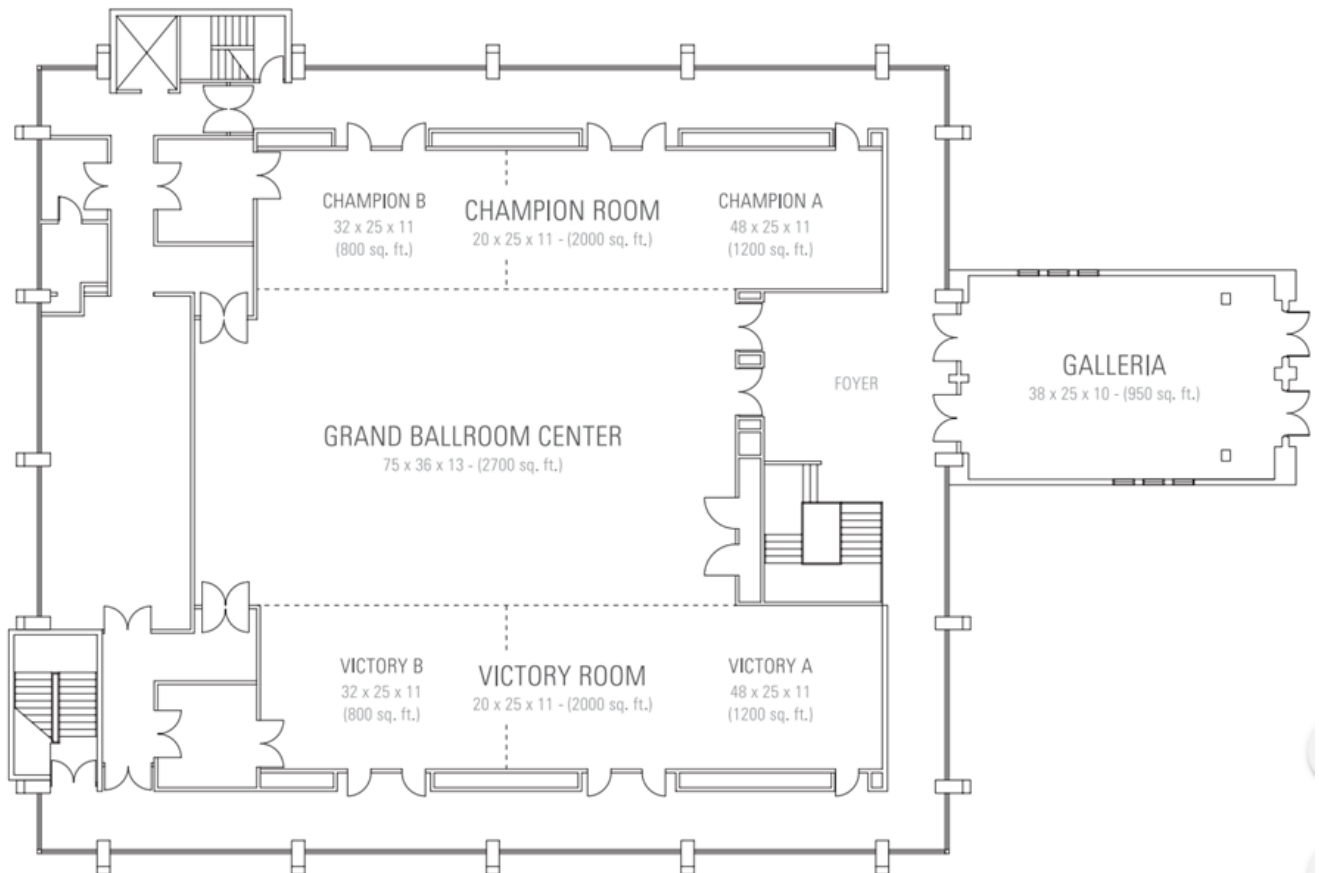 CHAMPION B
32 x 25 x 11
(800 sq. ft.)
CHAMPION ROOM
20 x 25 x 11 - (2000 sq. ft.)
CHAMPION A
48 x 25 x 11
(1200 sq. ft.)
GRAND BALLROOM CENTER
75 x 36 x 13 - (2700 sq. ft.)
FOYER
GALLERIA
38 x 25 x 10 - (950 sq. ft.)
VICTORY B
32 x 25 x 11
(800 sq. ft.)
VICTORY ROOM
20 x 25 x 11 - (2000 sq. ft.)
VICTORY A
48 x 25 x 11
(1200 sq. ft.)